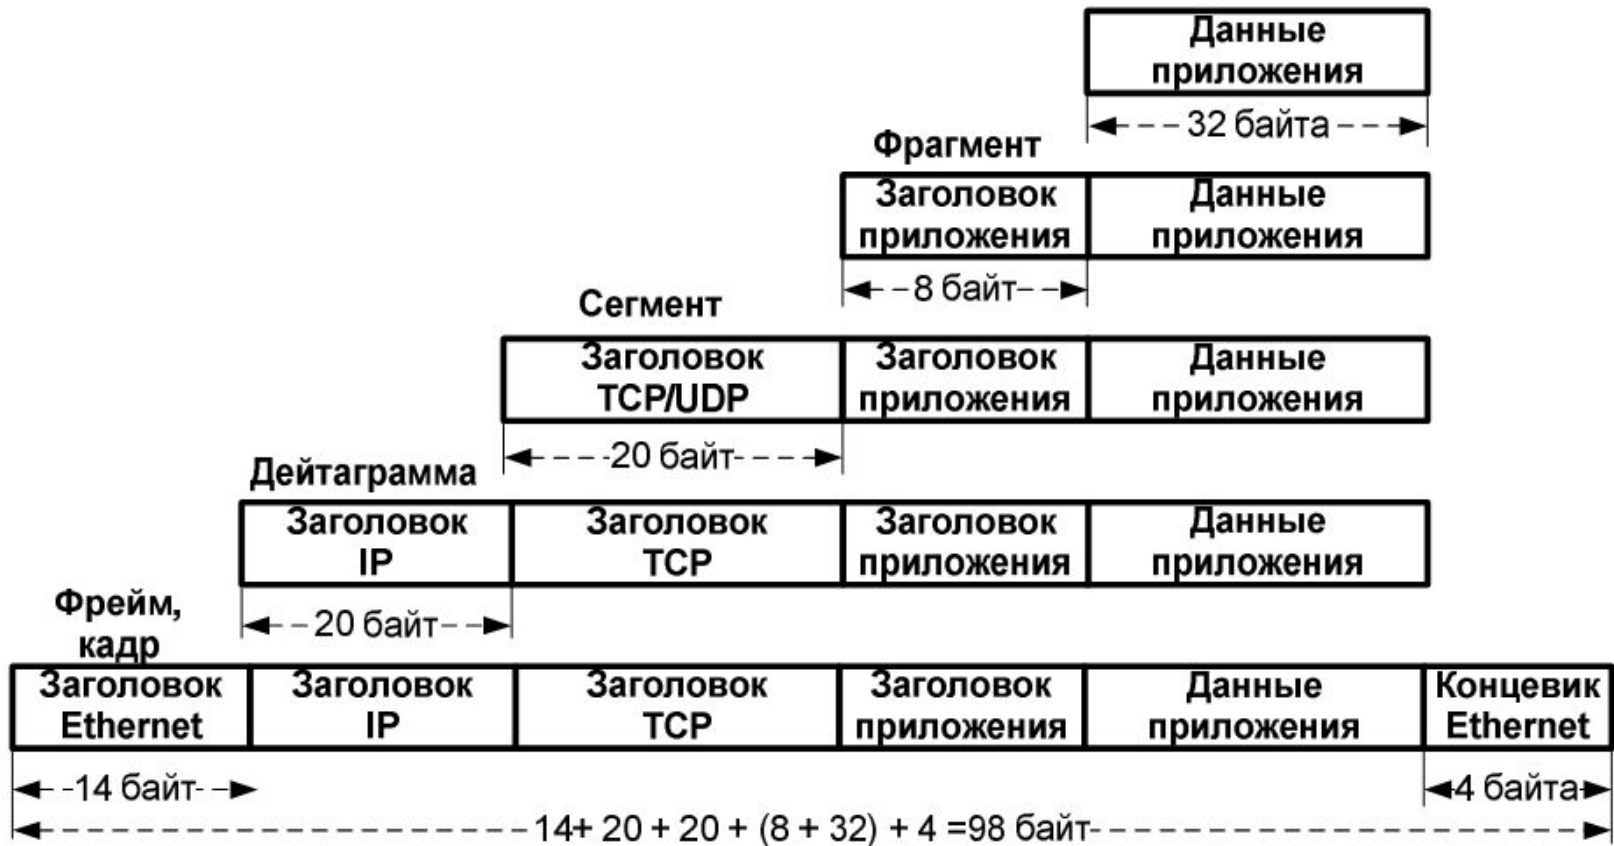 Данные
приложения
32 байта
Фрагмент
Заголовок
приложения
Данные
приложения
8 байт
Сегмент
Заголовок
TCP/UDP
Заголовок
приложения
Данные
приложения
20 байт
Дейтаграмма
Заголовок
IP
Заголовок
TCP
Заголовок
приложения
Данные
приложения
20 байт
Фрейм,
кадр
Заголовок
Ethernet
Заголовок
IP
Заголовок
TCP
Заголовок
приложения
Данные
приложения
Концевик
Ethernet
14 байт
4 байта
14+ 20 + 20 + (8 + 32) + 4 =98 байт